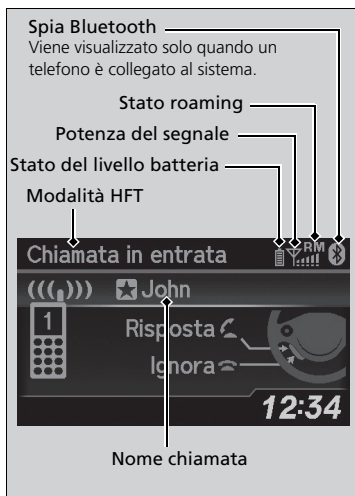 Spia Bluetooth
Viene visualizzato solo quando un
telefono è collegato al sistema.
Stato roaming
Potenza del segnale
Stato del livello batteria
Modalità HFT
Chiamata in entrata
RM
John
1
Risposta
Ignora
12:34
Nome chiamata